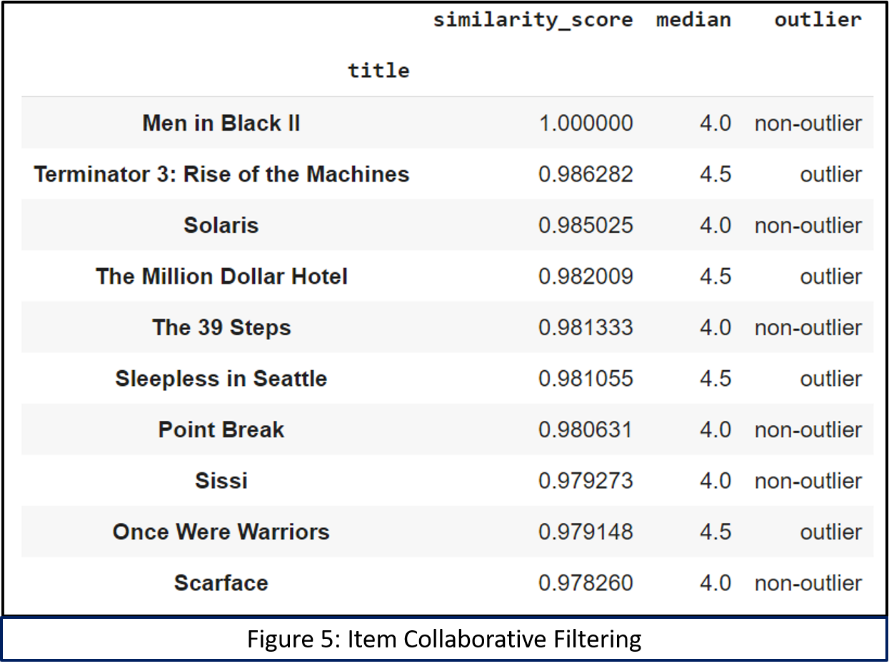 similarity_score median outlier
title
Men in Black II 1.000000 4.0 non-outlier
Terminator 3: Rise of the Machines 0.986282 4.5 outlier
Solaris 0.985025 4.0 non-outlier
The Million Dollar Hotel 0.982009 4.5 outlier
The 39 Steps 0.981333 4.0 non-outlier
Sleepless in Seattle 0.981055 4.5 outlier
Point Break 0.980631 4.0 non-outlier
Sissi 0.979273 4.0 non-outlier
Once Were Warriors 0.979148 4.5 outlier
Scarface 0.978260 4.0 non-outlier
Figure 5: Item Collaborative Filtering